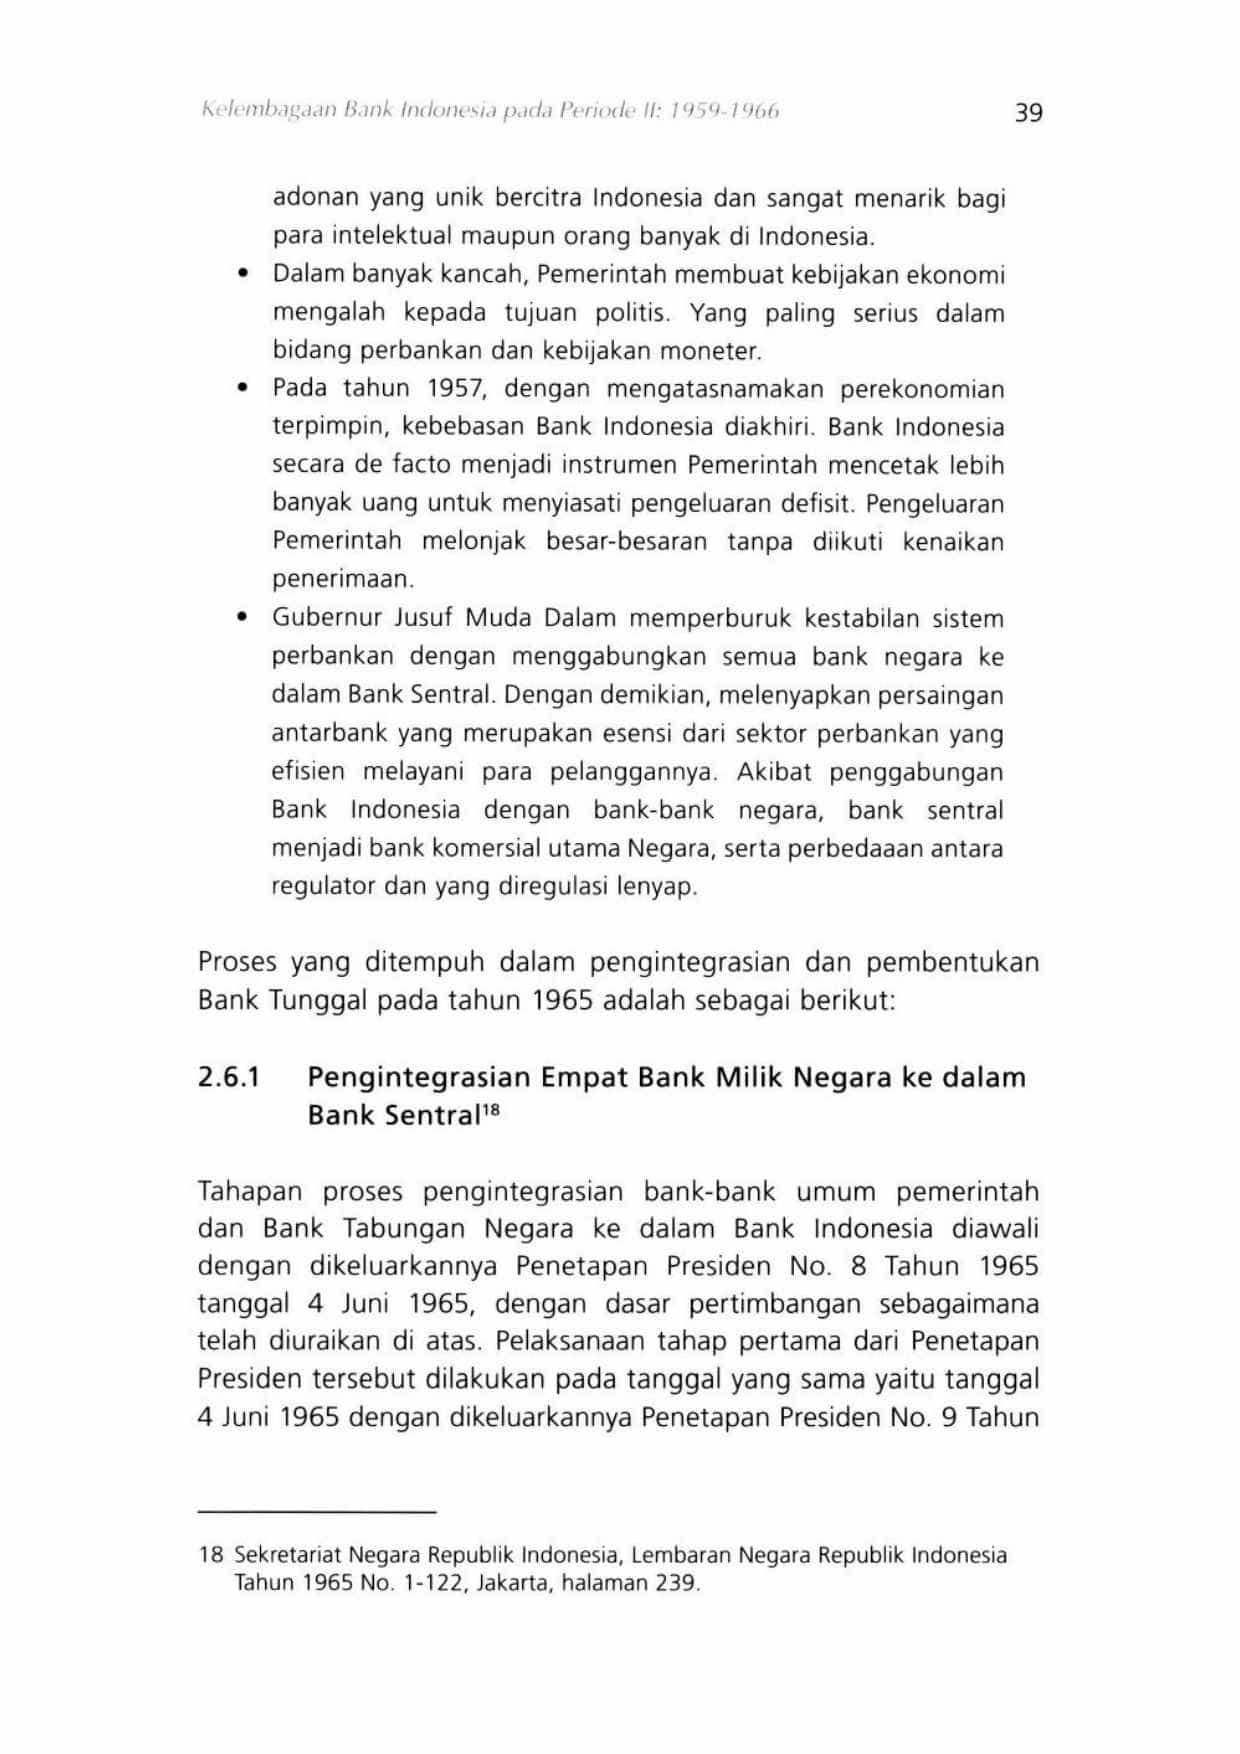 Kelembagaan Bank Indonesia pada Periode II: 1959-1966 39
adonan yang unik bercitra Indonesia dan sangat menarik bagi
para intelektual maupun orang banyak di Indonesia.
• Dalam banyak kancah, Pemerintah membuat kebijakan ekonomi
mengalah kepada tujuan politis. Yang paling serius dalam
bidang perbankan dan kebijakan moneter.
• Pada tahun 1957, dengan mengatasnamakan perekonomian
terpimpin, kebebasan Bank Indonesia diakhiri. Bank Indonesia
secara de facto menjadi instrumen Pemerintah mencetak lebih
banyak uang untuk menyiasati pengeluaran defisit. Pengeluaran
Pemerintah melonjak besar-besaran tanpa diikuti kenaikan
penerimaan.
• Gubernur Jusuf Muda Dalam memperburuk kestabilan sistem
perbankan dengan menggabungkan semua bank negara ke
dalam Bank Sentral. Dengan demikian, melenyapkan persaingan
antarbank yang merupakan esensi dari sektor perbankan yang
efisien melayani para pelanggannya. Akibat penggabungan
Bank Indonesia dengan bank-bank negara, bank sentral
menjadi bank komersial utama Negara, serta perbedaaan antara
regulator dan yang diregulasi lenyap.
Proses yang ditempuh dalam pengintegrasian dan pembentukan
Bank Tunggal pada tahun 1965 adalah sebagai berikut:
2.6.1 Pengintegrasian Empat Bank Milik Negara ke dalam
Bank Sentral¹⁸
Tahapan proses pengintegrasian bank-bank umum pemerintah
dan Bank Tabungan Negara ke dalam Bank Indonesia diawali
dengan dikeluarkannya Penetapan Presiden No. 8 Tahun 1965
tanggal 4 Juni 1965, dengan dasar pertimbangan sebagaimana
telah diuraikan di atas. Pelaksanaan tahap pertama dari Penetapan
Presiden tersebut dilakukan pada tanggal yang sama yaitu tanggal
4 Juni 1965 dengan dikeluarkannya Penetapan Presiden No. 9 Tahun
18 Sekretariat Negara Republik Indonesia, Lembaran Negara Republik Indonesia
Tahun 1965 No. 1-122, Jakarta, halaman 239.